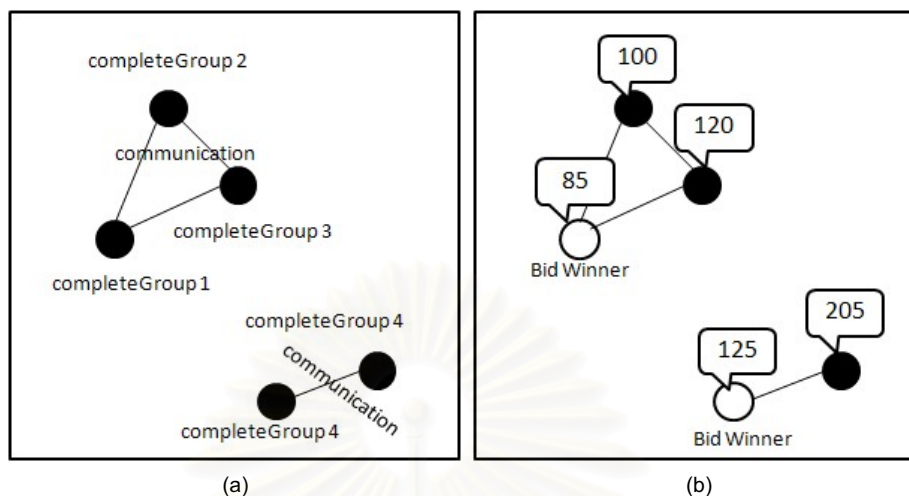 completeGroup 2
communication
completeGroup 3
completeGroup 1
completeGroup 4
communication
completeGroup 4
(a)
100
120
85
Bid Winner
205
125
Bid Winner
(b)